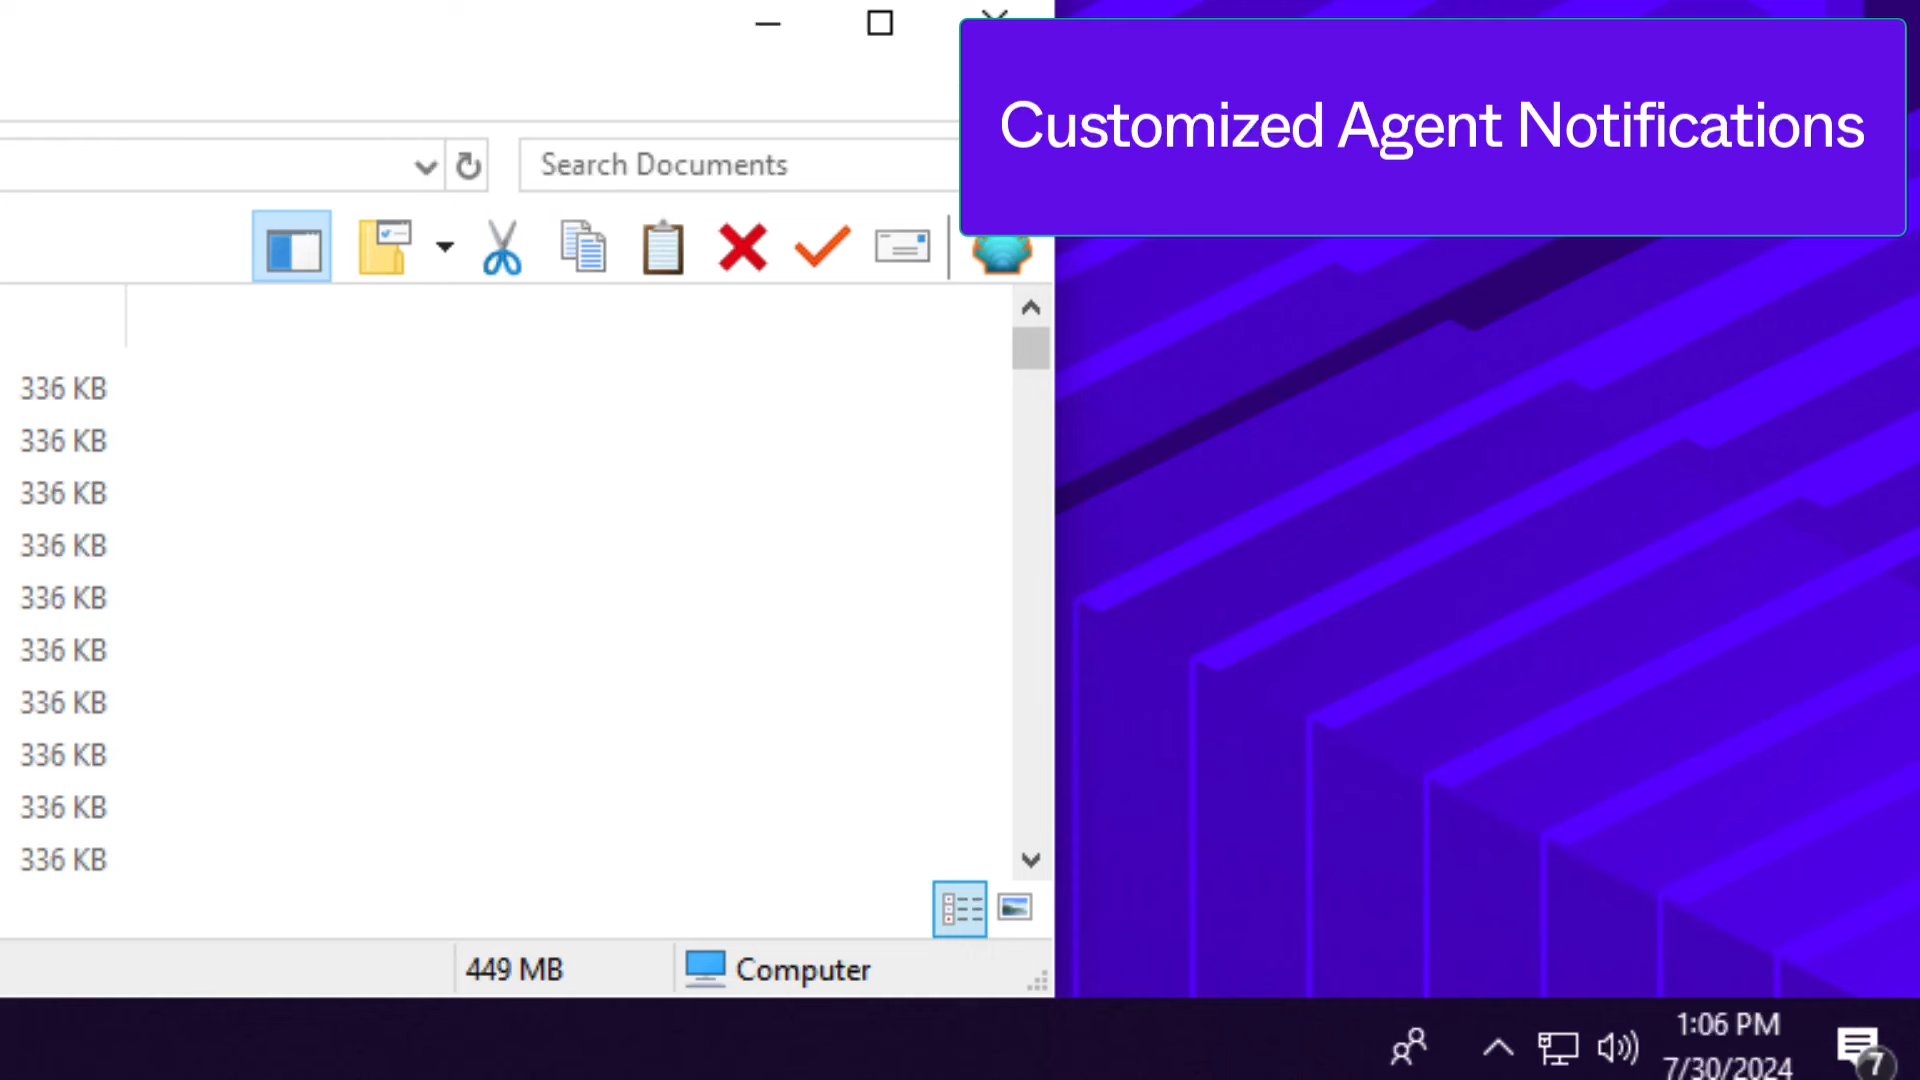 Customized Agent Notifications
Search Documents
336 KB
336 KB
336 KB
336 KB
336 KB
336 KB
336 KB
336 KB
336 KB
336 KB
449 MB
Computer
1:06 PM
7/30/2024
7